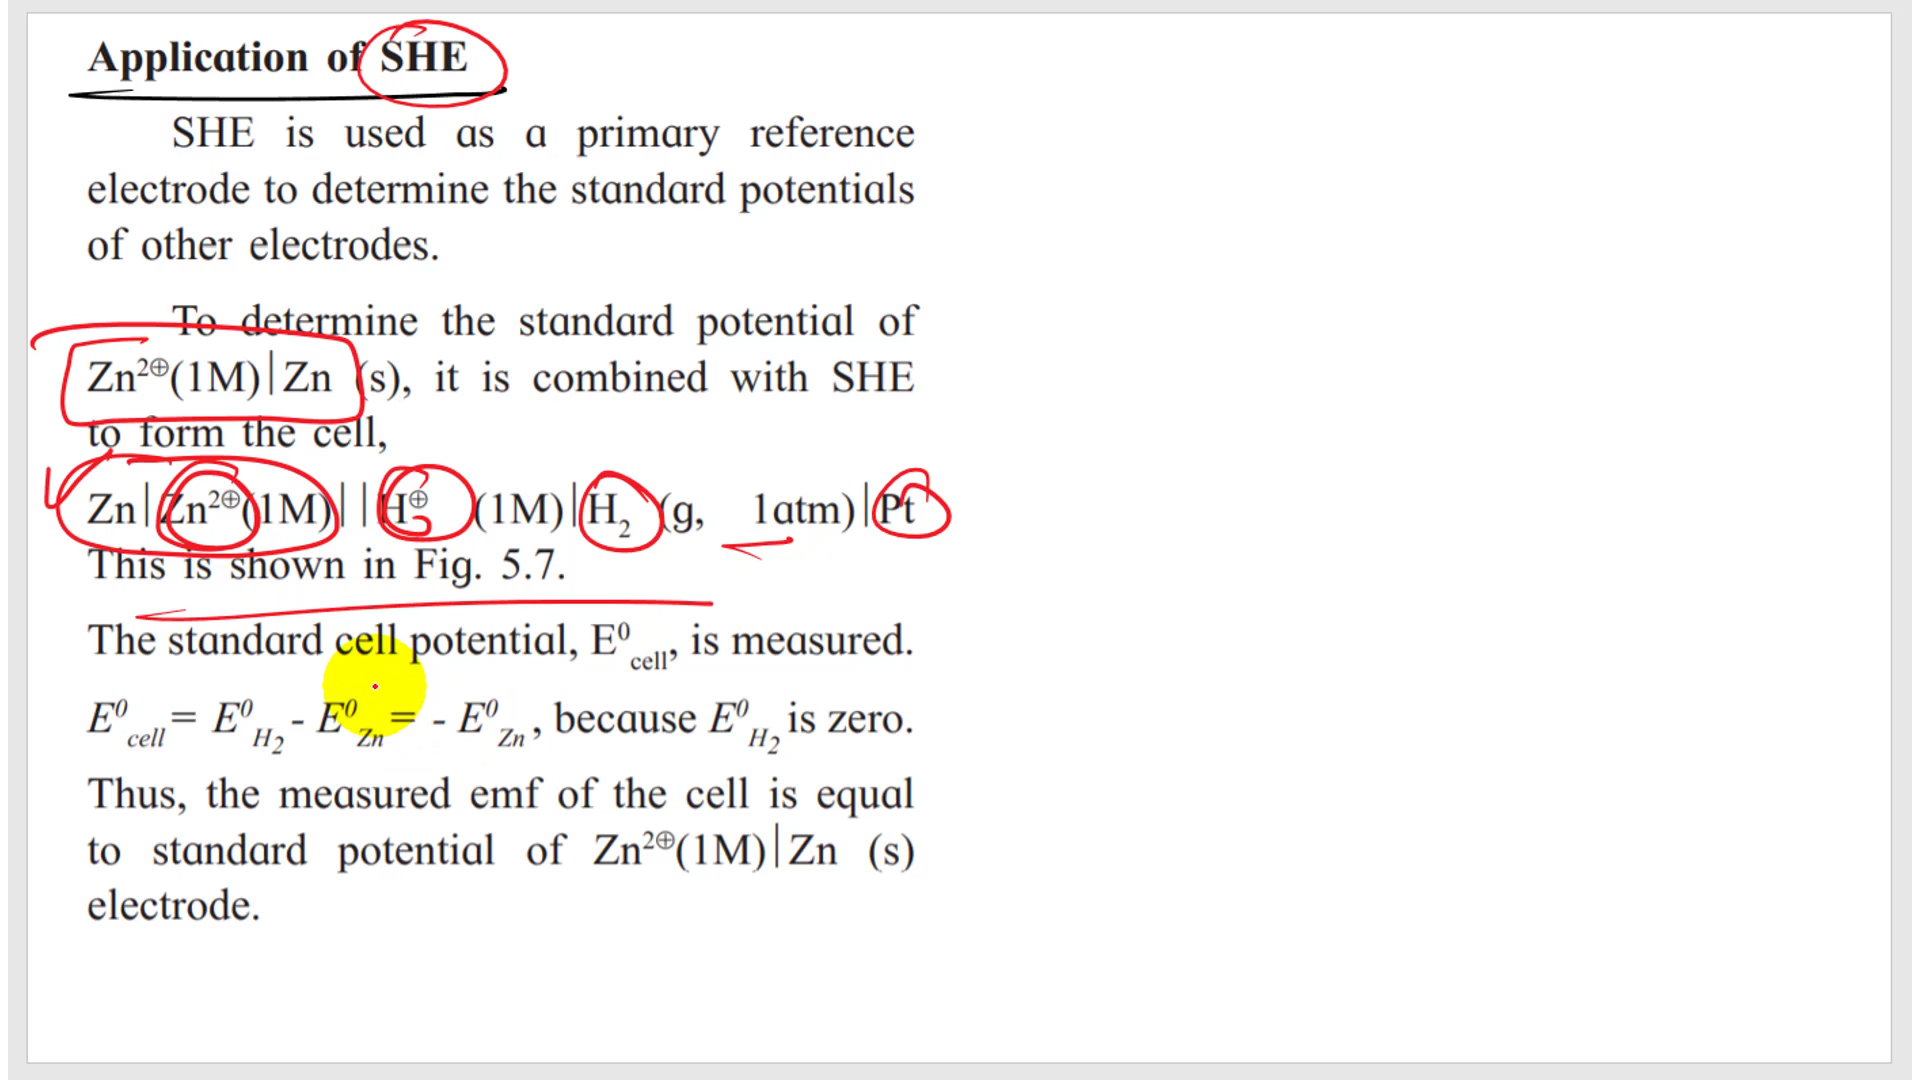 Application of SHE
SHE is used as a primary reference
electrode to determine the standard potentials
of other electrodes.
To determine the standard potential of
Zn²⊕(1M)|Zn (s), it is combined with SHE
to form the cell,
Zn|Zn²⊕(1M)||H⊕ (1M)|H₂ (g, 1atm)|Pt
This is shown in Fig. 5.7.
The standard cell potential, E⁰cell, is measured.
E⁰cell = E⁰H₂ - E⁰Zn = - E⁰Zn, because E⁰H₂ is zero.
Thus, the measured emf of the cell is equal
to standard potential of Zn²⊕(1M)|Zn (s)
electrode.